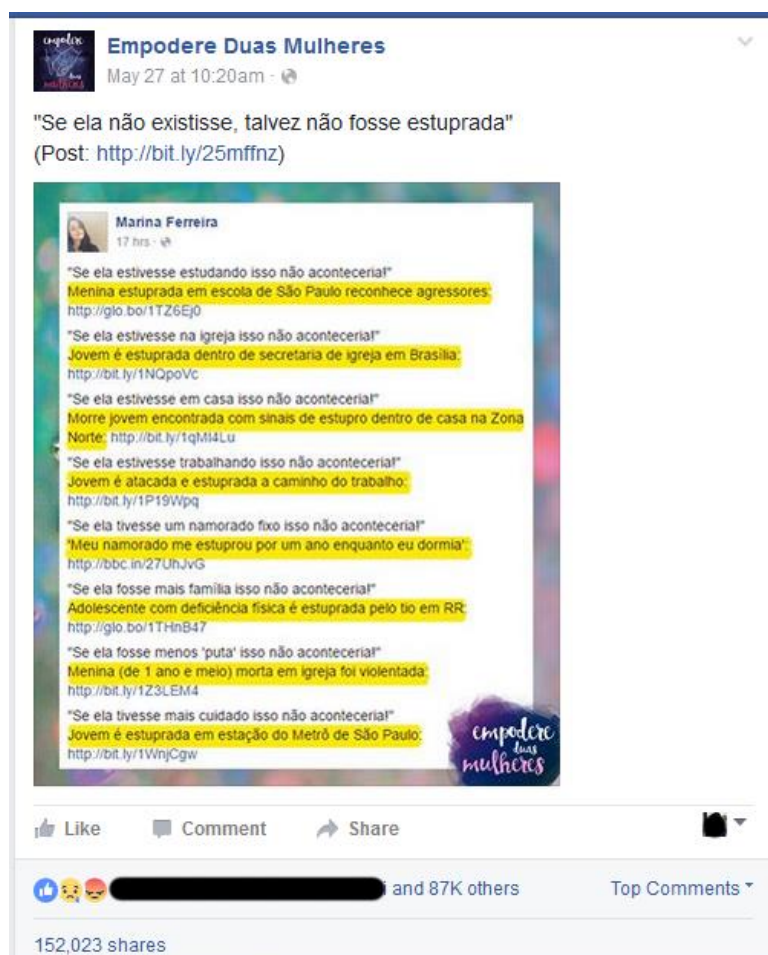 empodere
duas
mulheres
Empodere Duas Mulheres
May 27 at 10:20am ·
"Se ela não existisse, talvez não fosse estuprada"
(Post: http://bit.ly/25mffnz)
Marina Ferreira
17 hrs ·
"Se ela estivesse estudando isso não aconteceria!"
Menina estuprada em escola de São Paulo reconhece agressores:
http://glo.bo/1TZ6Ej0
"Se ela estivesse na igreja isso não aconteceria!"
Jovem é estuprada dentro de secretaria de igreja em Brasília:
http://bit.ly/1NQpoVc
"Se ela estivesse em casa isso não aconteceria!"
Morre jovem encontrada com sinais de estupro dentro de casa na Zona
Norte: http://bit.ly/1qMI4Lu
"Se ela estivesse trabalhando isso não aconteceria!"
Jovem é atacada e estuprada a caminho do trabalho:
http://bit.ly/1P19Wpq
"Se ela tivesse um namorado fixo isso não aconteceria!"
'Meu namorado me estuprou por um ano enquanto eu dormia':
http://bbc.in/27UhJvG
"Se ela fosse mais família isso não aconteceria!"
Adolescente com deficiência física é estuprada pelo tio em RR:
http://glo.bo/1THnB47
"Se ela fosse menos 'puta' isso não aconteceria!"
Menina (de 1 ano e meio) morta em igreja foi violentada:
http://bit.ly/1Z3LEM4
"Se ela tivesse mais cuidado isso não aconteceria!"
Jovem é estuprada em estação do Metrô de São Paulo:
http://bit.ly/1WnjCgw
empodere
duas
mulheres
Like Comment Share
and 87K others Top Comments
152,023 shares